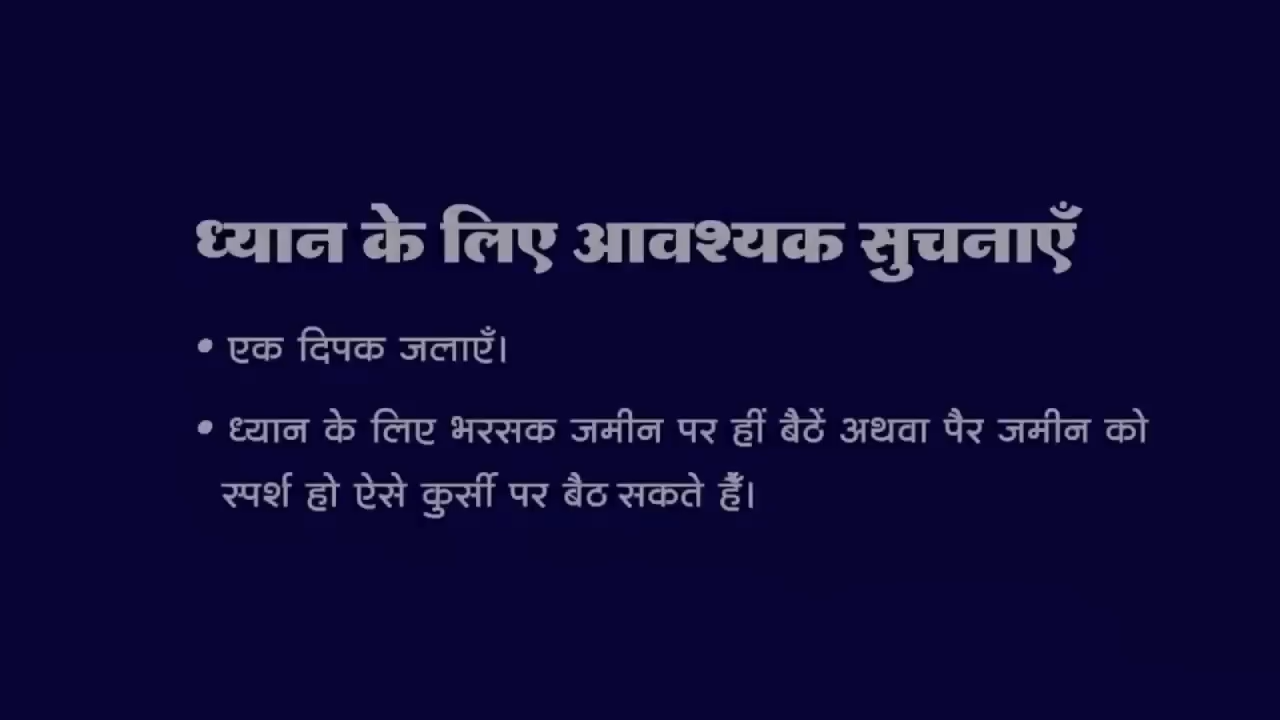 ध्यान के लिए आवश्यक सुचनाएँ
• एक दिपक जलाएँ।
• ध्यान के लिए भरसक जमीन पर हीं बैठें अथवा पैर जमीन को
स्पर्श हो ऐसे कुर्सी पर बैठ सकते हैं।